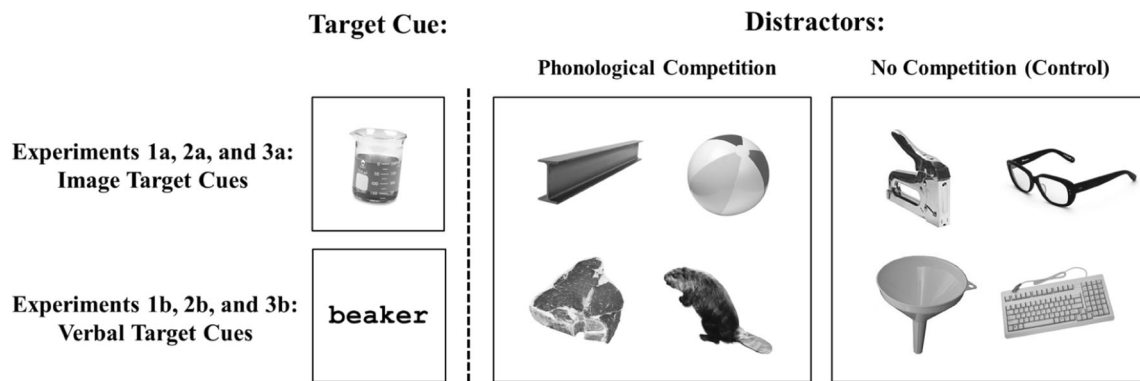 Target Cue:
Distractors:
Phonological Competition
No Competition (Control)
Experiments 1a, 2a, and 3a:
Image Target Cues
Experiments 1b, 2b, and 3b:
Verbal Target Cues
beaker